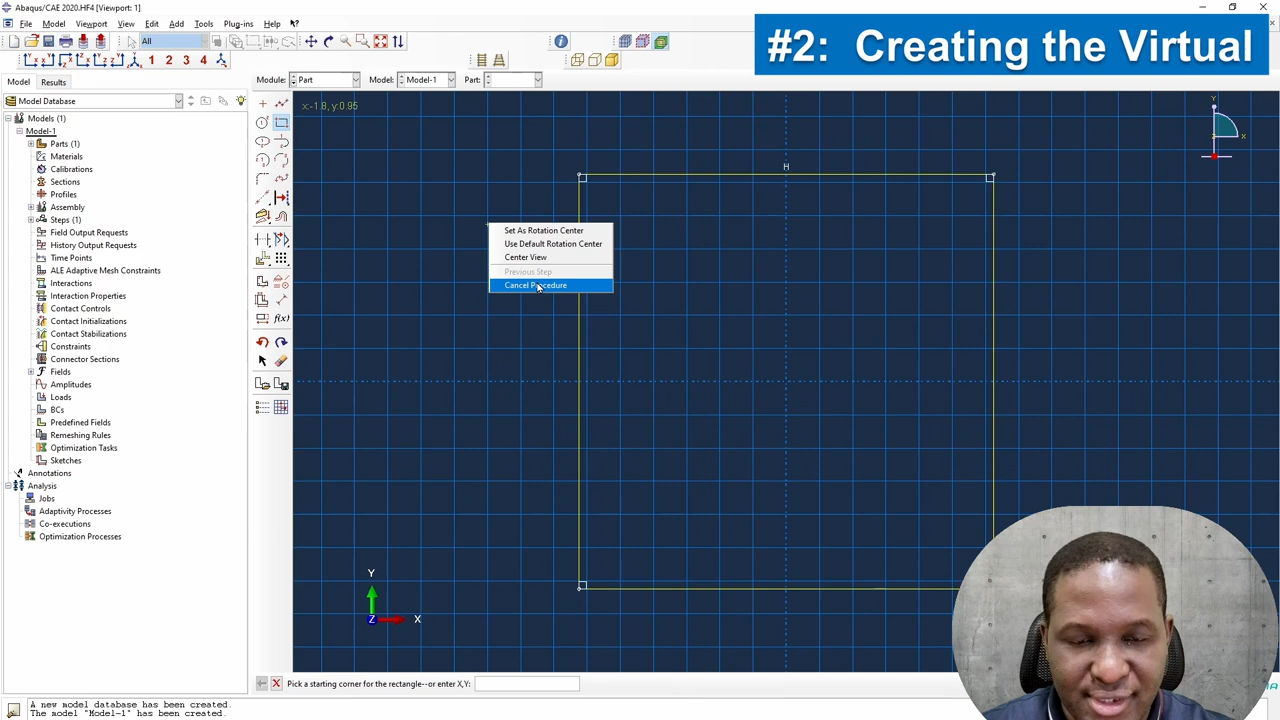 Abaqus/CAE 2020.HF4 [Viewport: 1]
File Model Viewport View Edit Add Tools Plug-ins Help
#2: Creating the Virtual
All
1 2 3 4
Model Results
Module: Part Model: Model-1 Part:
Model Database
x:-1.8, y:0.95
Models (1)
Model-1
Parts (1)
Materials
Calibrations
Sections
Profiles
Assembly
Steps (1)
Field Output Requests
History Output Requests
Time Points
ALE Adaptive Mesh Constraints
Interactions
Interaction Properties
Contact Controls
Contact Initializations
Contact Stabilizations
Constraints
Connector Sections
Fields
Amplitudes
Loads
BCs
Predefined Fields
Remeshing Rules
Optimization Tasks
Sketches
Annotations
Analysis
Jobs
Adaptivity Processes
Co-executions
Optimization Processes
f(x)
H
Y
X
Set As Rotation Center
Use Default Rotation Center
Center View
Previous Step
Cancel Procedure
Y
Z X
Pick a starting corner for the rectangle--or enter X,Y:
A new model database has been created.
The model "Model-1" has been created.